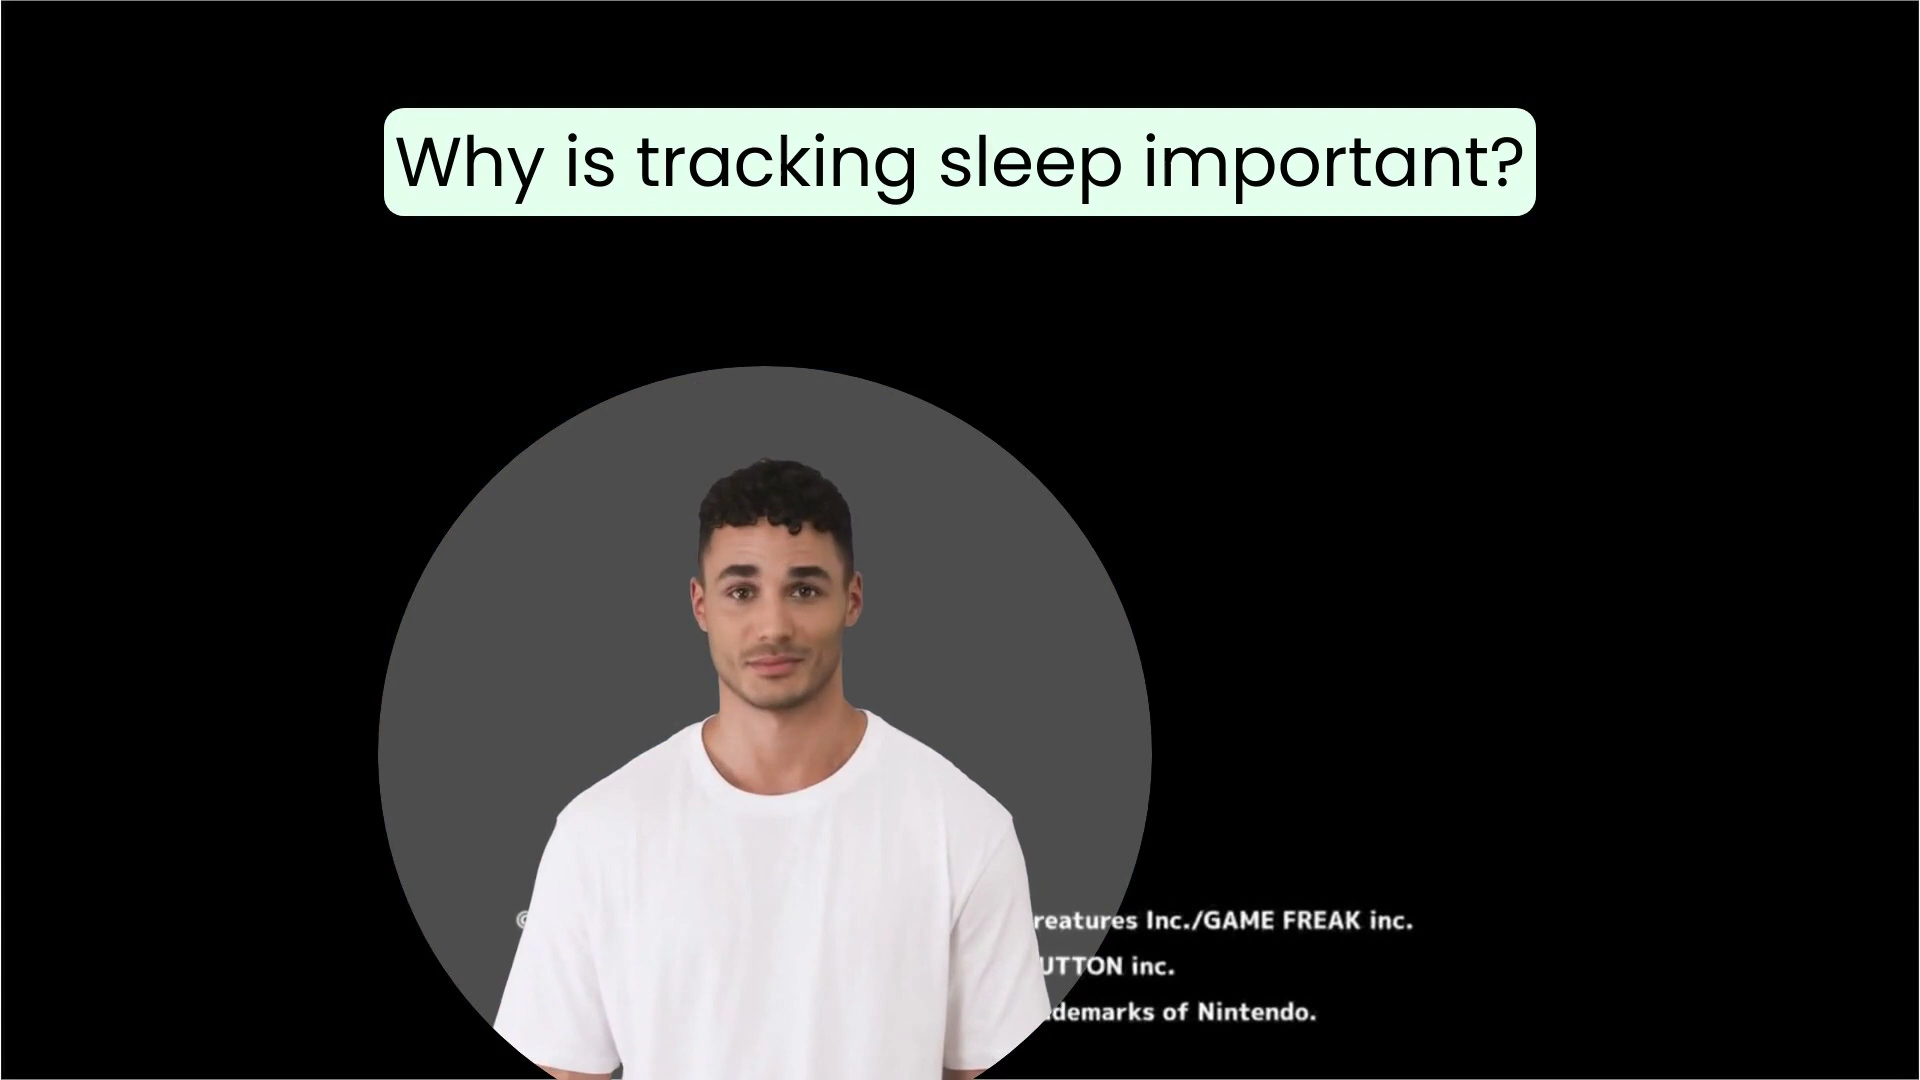 Why is tracking sleep important?
©
reatures Inc./GAME FREAK inc.
UTTON inc.
demarks of Nintendo.